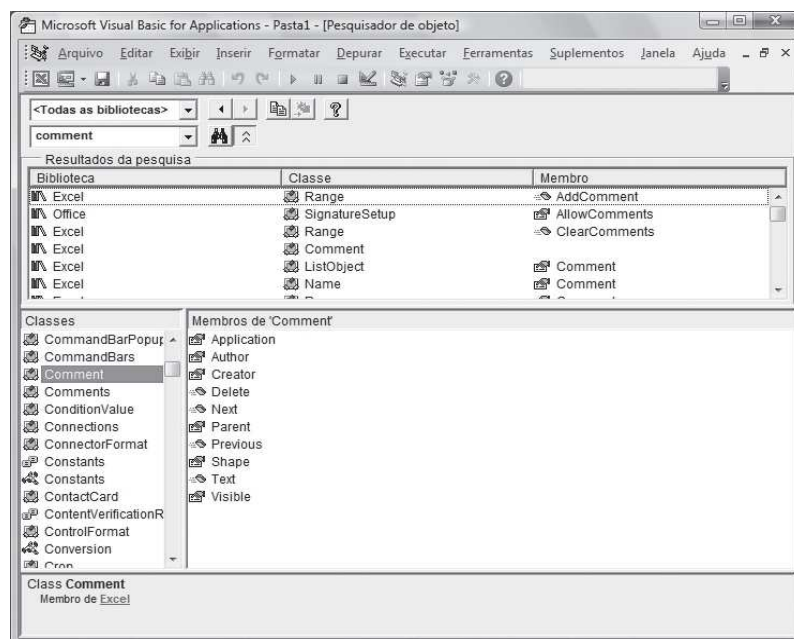 Microsoft Visual Basic for Applications - Pasta1 - [Pesquisador de objeto]
Arquivo Editar Exibir Inserir Formatar Depurar Executar Ferramentas Suplementos Janela Ajuda
<Todas as bibliotecas>
comment
Resultados da pesquisa
Biblioteca Classe Membro
Excel Range AddComment
Office SignatureSetup AllowComments
Excel Range ClearComments
Excel Comment
Excel ListObject Comment
Excel Name Comment
Classes Membros de 'Comment'
CommandBarPopup Application
CommandBars Author
Comment Creator
Comments Delete
ConditionValue Next
Connections Parent
ConnectorFormat Previous
Constants Shape
Constants Text
ContactCard Visible
ContentVerificationR
ControlFormat
Conversion
Crop
Class Comment
Membro de Excel